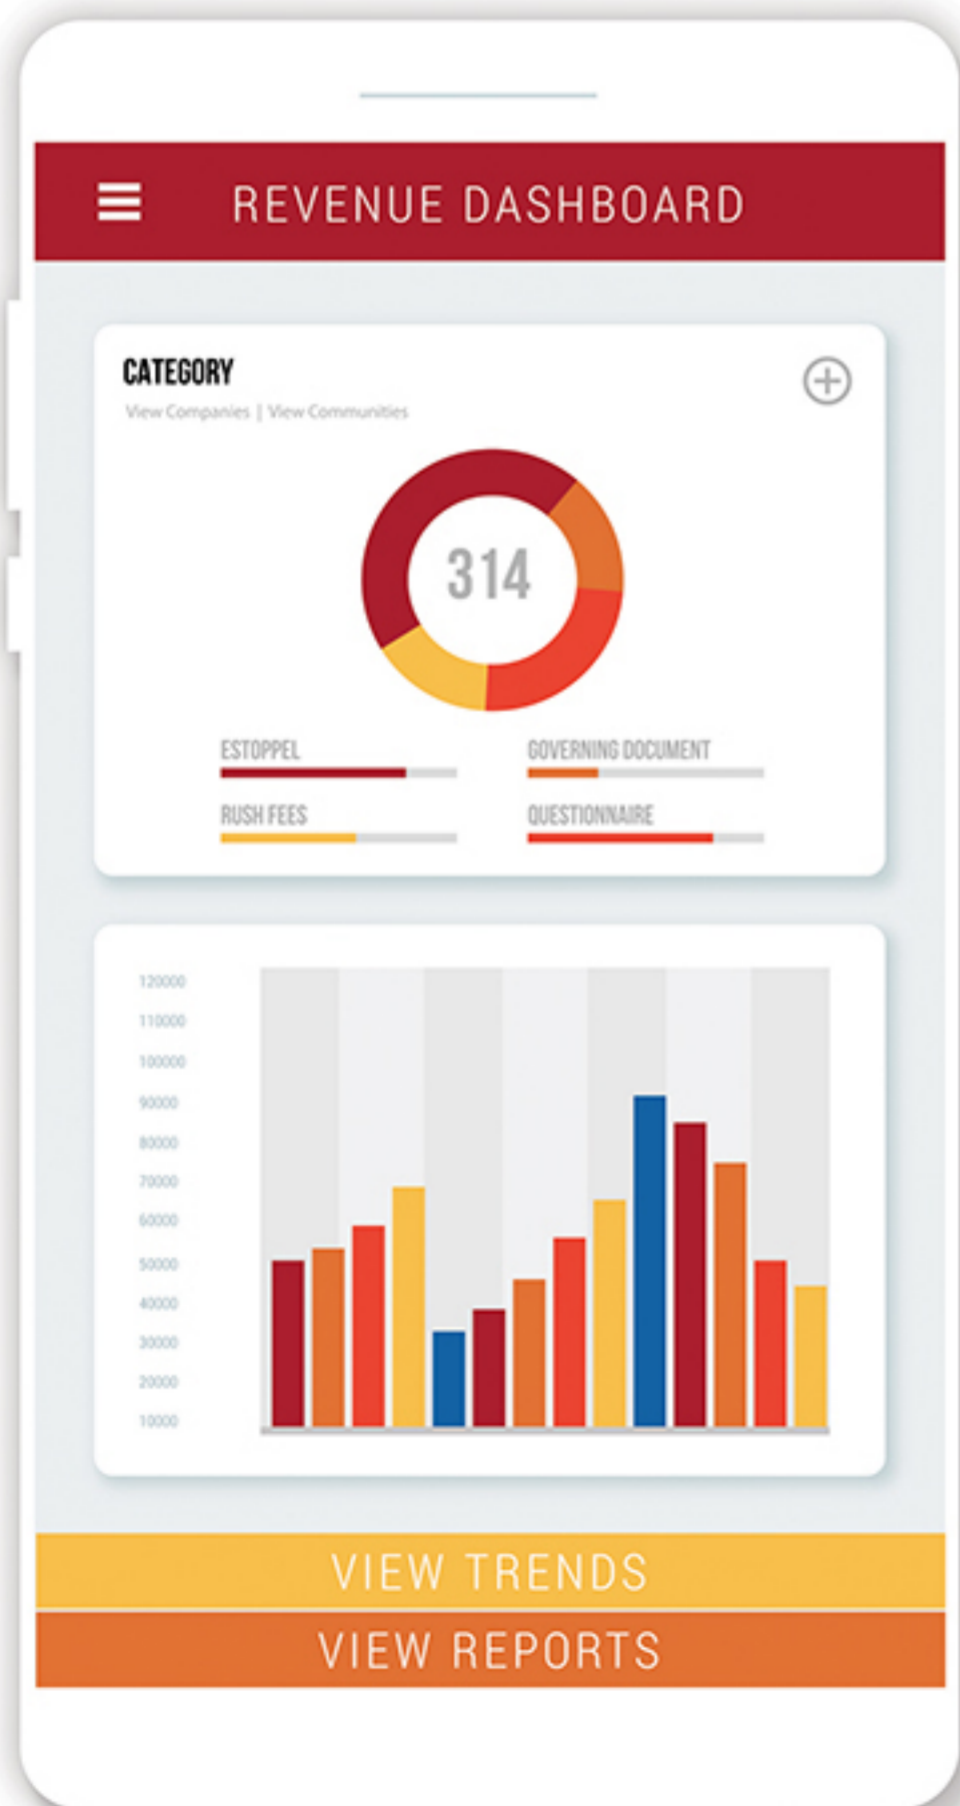 REVENUE DASHBOARD
CATEGORY
View Companies | View Communities
314
ESTOPPEL
GOVERNING DOCUMENT
RUSH FEES
QUESTIONNAIRE
120000
110000
100000
90000
80000
70000
60000
50000
40000
30000
20000
10000
VIEW TRENDS
VIEW REPORTS